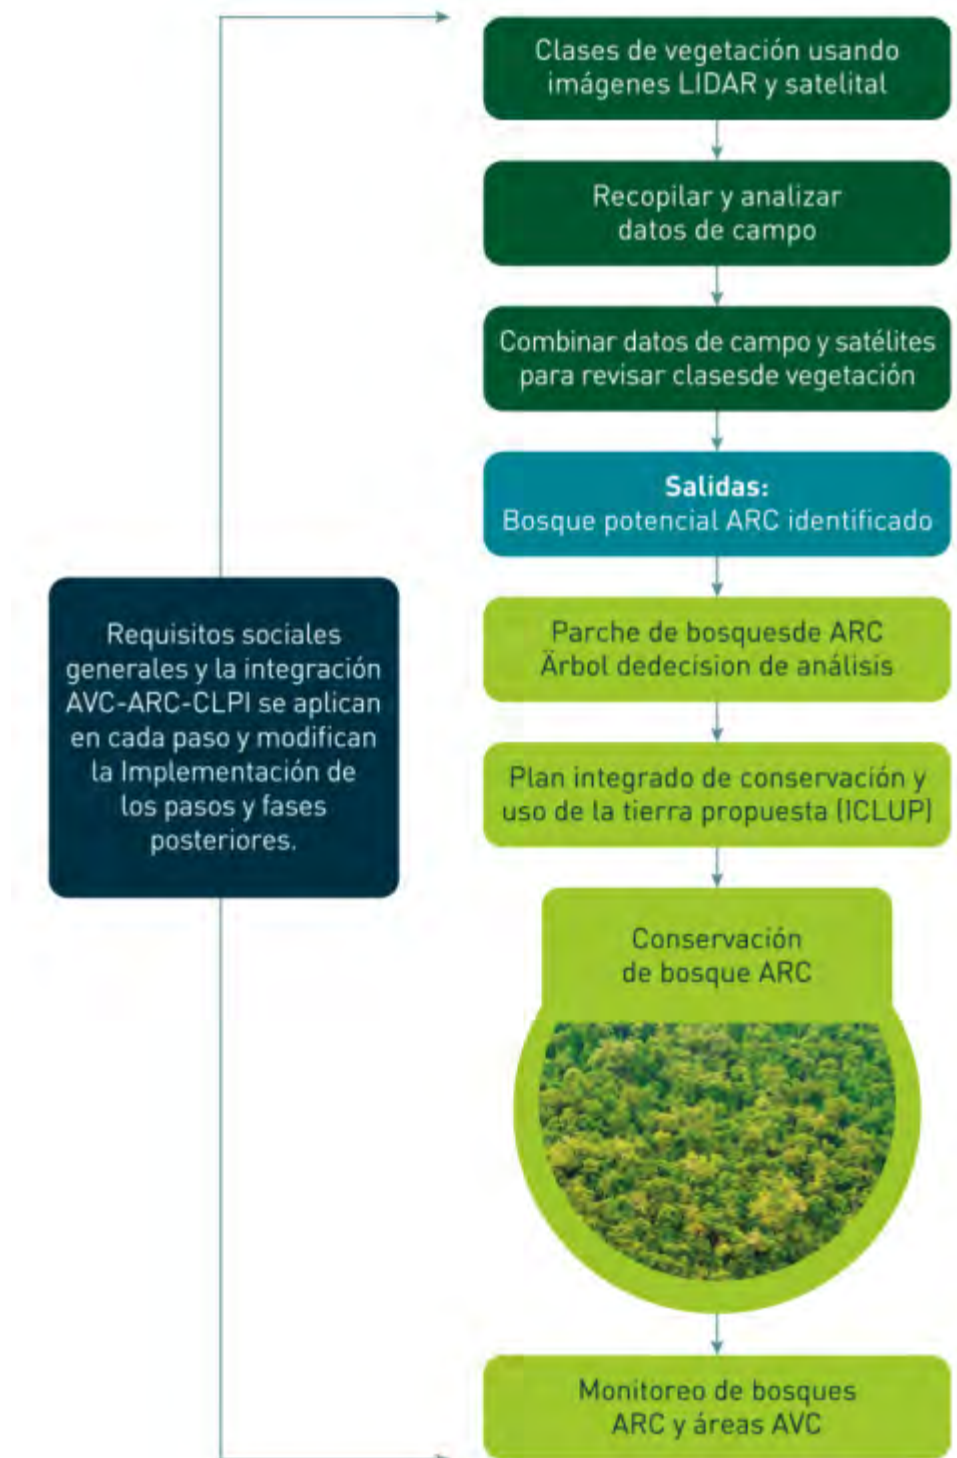 Clases de vegetación usando
imágenes LIDAR y satelital
Recopilar y analizar
datos de campo
Combinar datos de campo y satélites
para revisar clasesde vegetación
Salidas:
Bosque potencial ARC identificado
Requisitos sociales
generales y la integración
AVC-ARC-CLPI se aplican
en cada paso y modifican
la Implementación de
los pasos y fases
posteriores.
Parche de bosquesde ARC
Ärbol dedecision de análisis
Plan integrado de conservación y
uso de la tierra propuesta (ICLUP)
Conservación
de bosque ARC
Monitoreo de bosques
ARC y áreas AVC